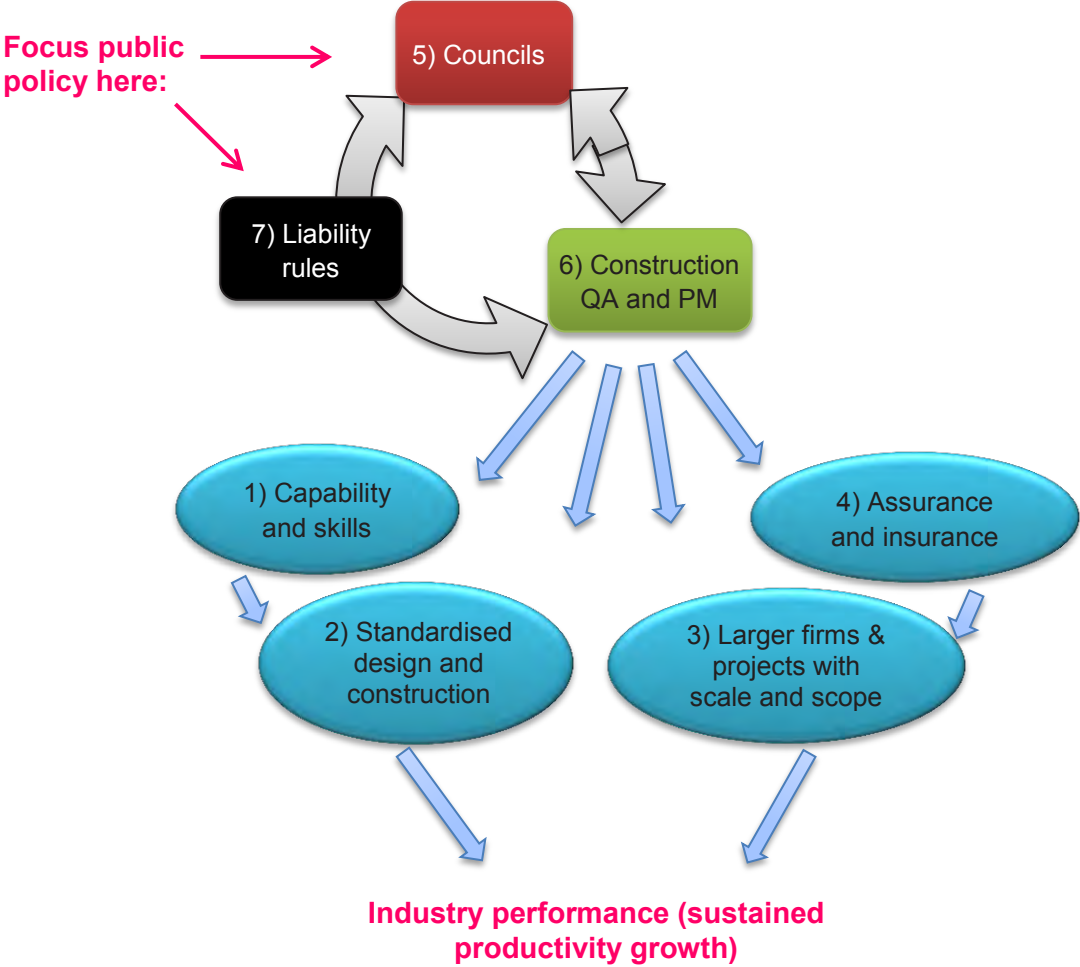 Focus public
policy here:
5) Councils
7) Liability
rules
6) Construction
QA and PM
1) Capability
and skills
4) Assurance
and insurance
2) Standardised
design and
construction
3) Larger firms &
projects with
scale and scope
Industry performance (sustained
productivity growth)